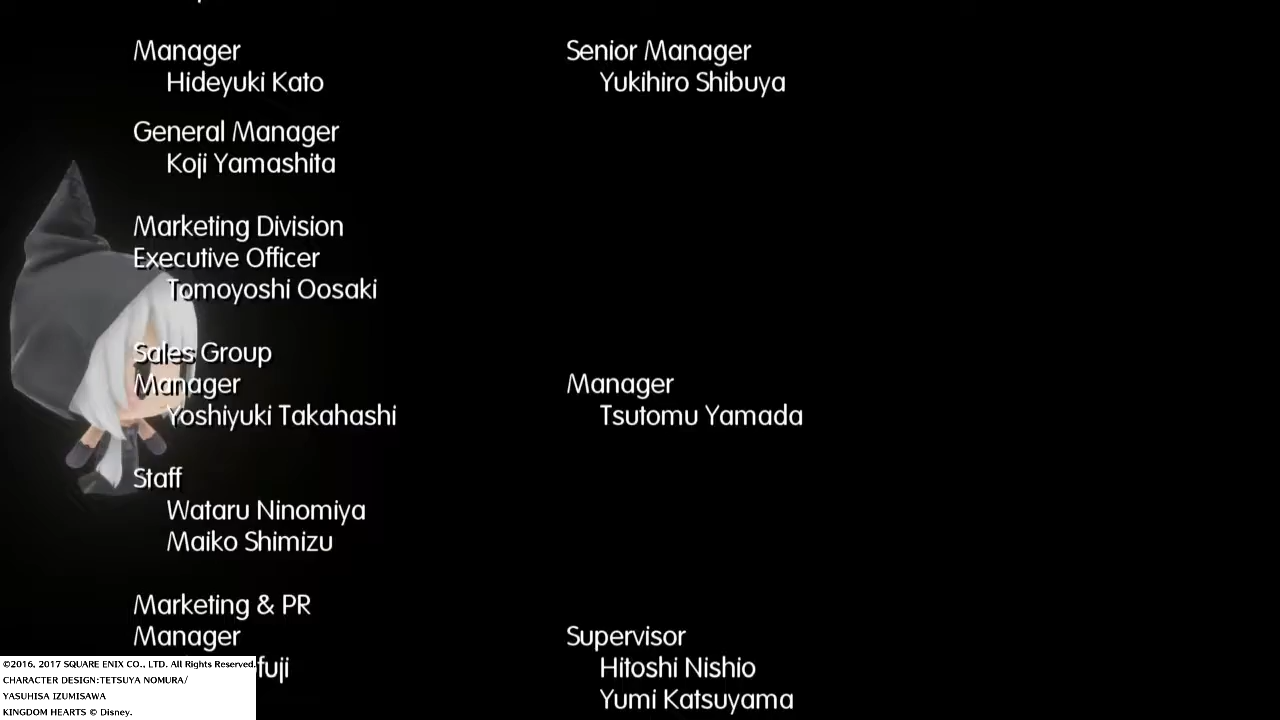 Manager
Hideyuki Kato
Senior Manager
Yukihiro Shibuya
General Manager
Koji Yamashita
Marketing Division
Executive Officer
Tomoyoshi Oosaki
Sales Group
Manager
Yoshiyuki Takahashi
Manager
Tsutomu Yamada
Staff
Wataru Ninomiya
Maiko Shimizu
Marketing & PR
Manager
Supervisor
Hitoshi Nishio
Yumi Katsuyama
©2016, 2017 SQUARE ENIX CO., LTD. All Rights Reserved.
CHARACTER DESIGN:TETSUYA NOMURA/
YASUHISA IZUMISAWA
KINGDOM HEARTS © Disney.